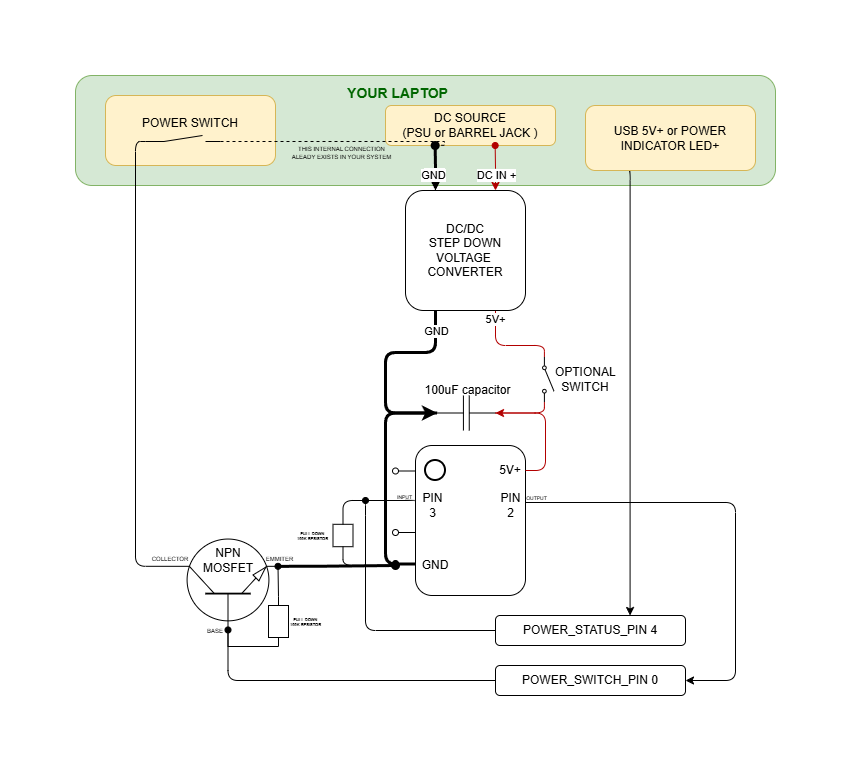 YOUR LAPTOP
POWER SWITCH
DC SOURCE
(PSU or BARREL JACK )
USB 5V+ or POWER
INDICATOR LED+
THIS INTERNAL CONNECTION
ALEADY EXISTS IN YOUR SYSTEM
GND
DC IN +
DC/DC
STEP DOWN
VOLTAGE
CONVERTER
GND
5V+
OPTIONAL
SWITCH
100uF capacitor
5V+
INPUT
PIN
3
PIN
2
OUTPUT
PULL DOWN
100K RESISTOR
GND
COLLECTOR
NPN
MOSFET
EMMITER
PULL DOWN
100K RESISTOR
BASE
POWER_STATUS_PIN 4
POWER_SWITCH_PIN 0